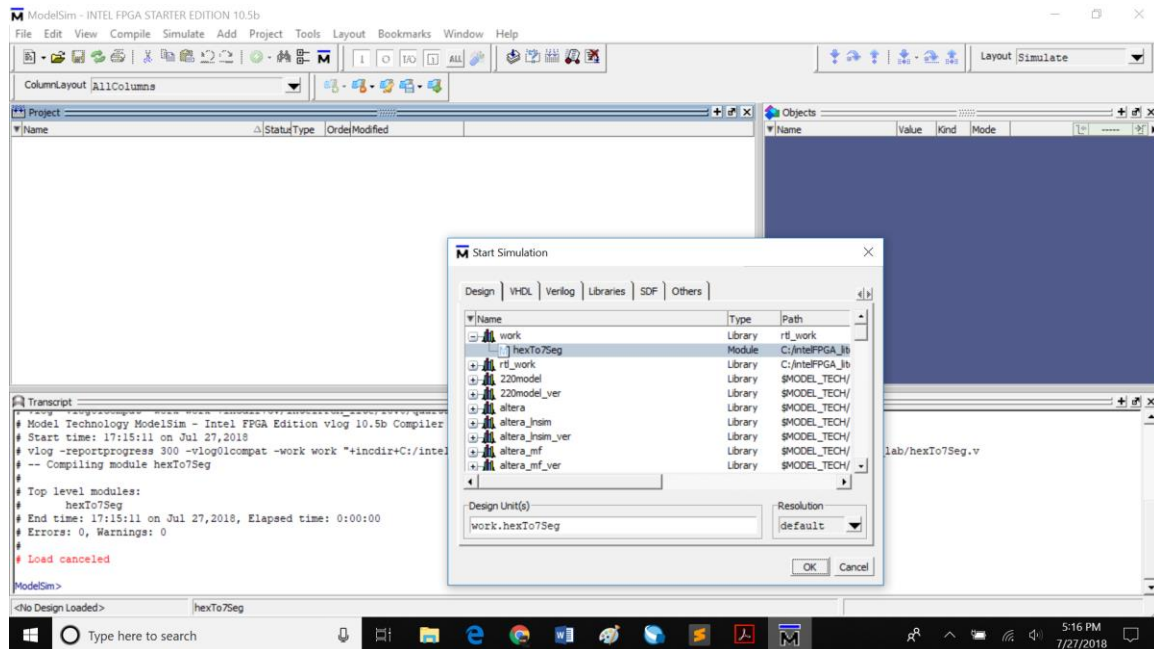 ModelSim - INTEL FPGA STARTER EDITION 10.5b
File Edit View Compile Simulate Add Project Tools Layout Bookmarks Window Help
Layout Simulate
ColumnLayout AllColumns
Project
Name Status Type Order Modified
Objects
Name Value Kind Mode
Start Simulation
Design VHDL Verilog Libraries SDF Others
Name Type Path
work Library rtl_work
hexTo7Seg Module C:/intelFPGA_lit
rtl_work Library C:/intelFPGA_lit
220model Library $MODEL_TECH/
220model_ver Library $MODEL_TECH/
altera Library $MODEL_TECH/
altera_lnsim Library $MODEL_TECH/
altera_lnsim_ver Library $MODEL_TECH/
altera_mf Library $MODEL_TECH/
altera_mf_ver Library $MODEL_TECH/
Design Unit(s)
work.hexTo7Seg
Resolution
default
OK Cancel
Transcript
# Model Technology ModelSim - Intel FPGA Edition vlog 10.5b Compiler
# Start time: 17:15:11 on Jul 27,2018
# vlog -reportprogress 300 -vlog01compat -work work "+incdir+C:/intel lab/hexTo7Seg.v
# -- Compiling module hexTo7Seg
#
# Top level modules:
# hexTo7Seg
# End time: 17:15:11 on Jul 27,2018, Elapsed time: 0:00:00
# Errors: 0, Warnings: 0
#
# Load canceled
ModelSim>
<No Design Loaded> hexTo7Seg
Type here to search
5:16 PM
7/27/2018